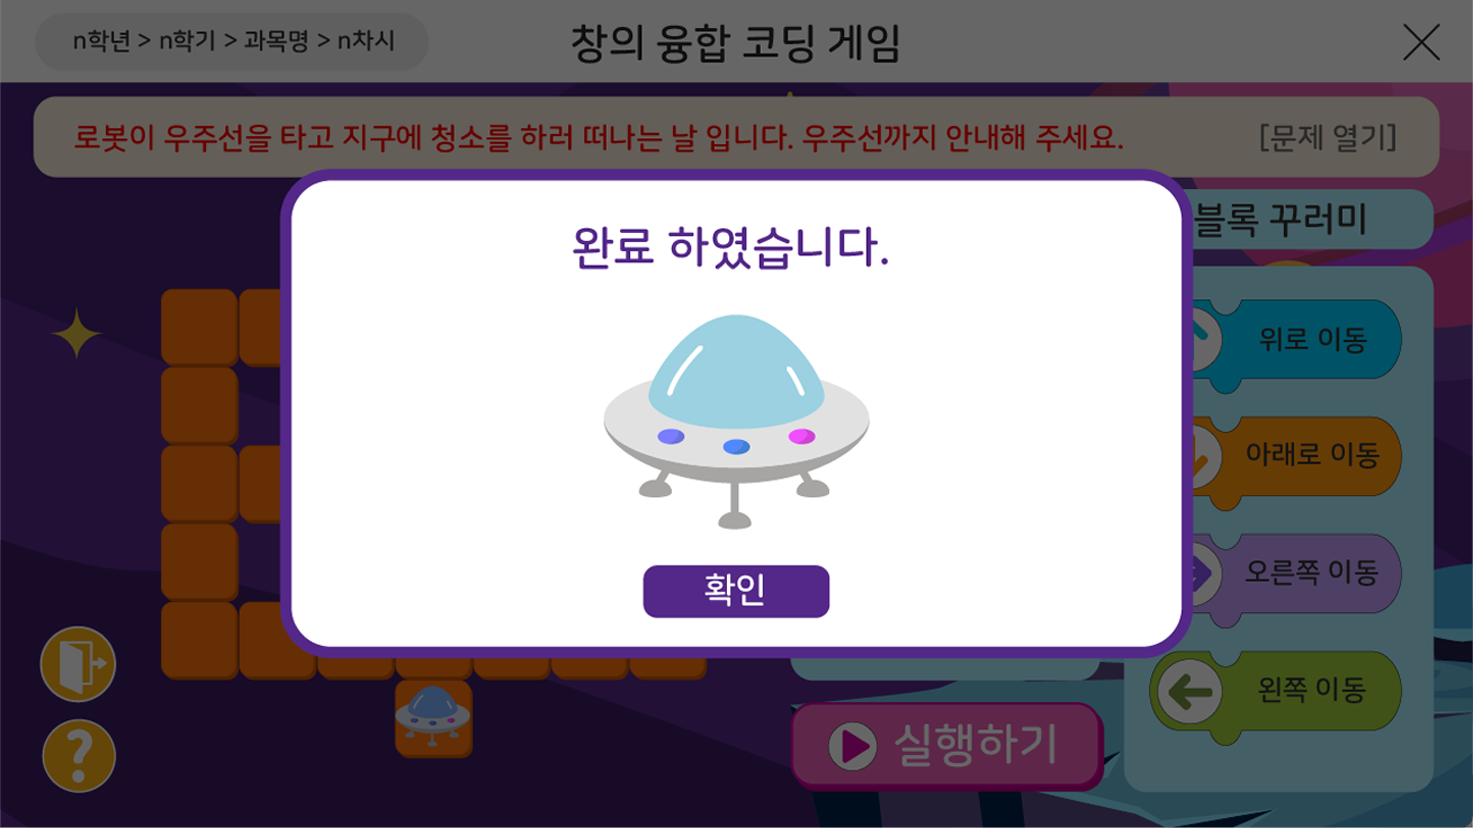 n학년 > n학기 > 과목명 > n차시
창의 융합 코딩 게임
로봇이 우주선을 타고 지구에 청소를 하러 떠나는 날 입니다. 우주선까지 안내해 주세요.
[문제 열기]
블록 꾸러미
완료 하였습니다.
위로 이동
아래로 이동
오른쪽 이동
확인
왼쪽 이동
실행하기
?